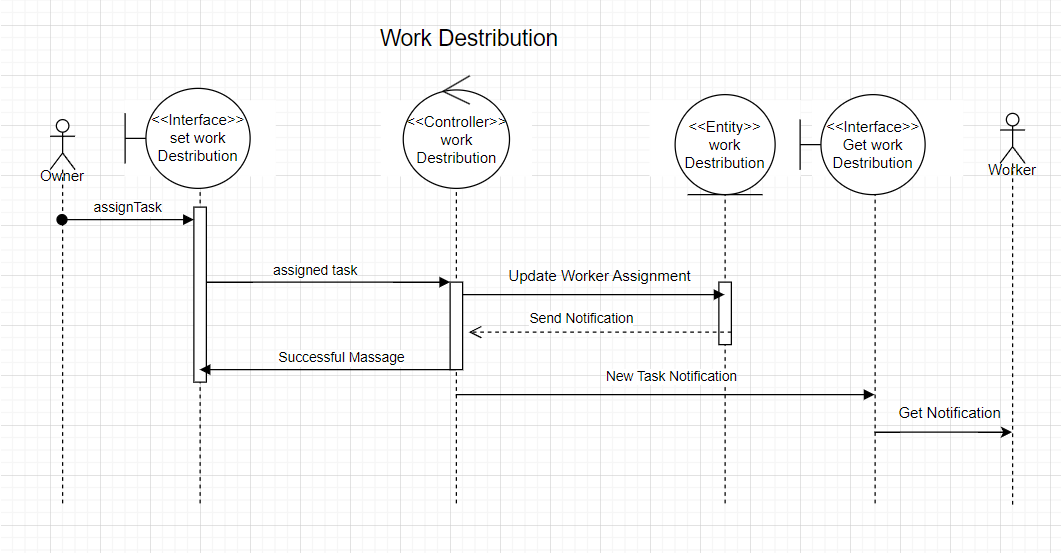 Work Destribution
<<Interface>>
set work
Destribution
<<Controller>>
work
Destribution
<<Entity>>
work
Destribution
<<Interface>>
Get work
Destribution
Owner
Worker
assignTask
assigned task
Update Worker Assignment
Send Notification
Successful Massage
New Task Notification
Get Notification